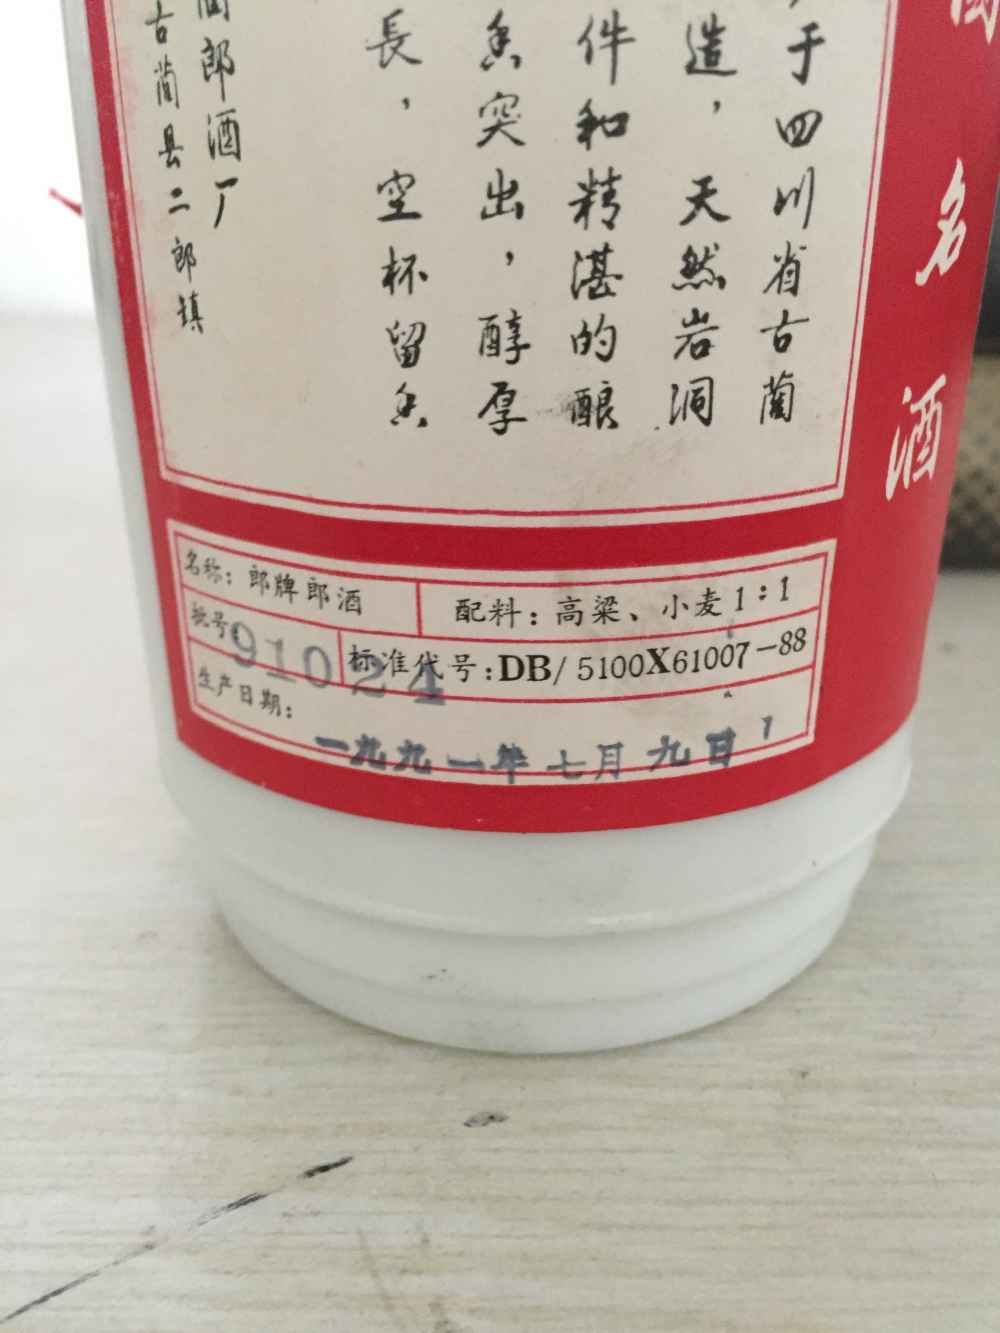 名酒
于四川省古蔺
造，天然岩洞
件和精湛的酿
香突出，醇厚
長，空杯留香
蔺郎酒厂
古蔺县二郎镇
名称：郎牌郎酒
配料：高粱、小麦1：1
批号：91024
标准代号：DB/5100X61007-88
生产日期：
一九九一年七月九日